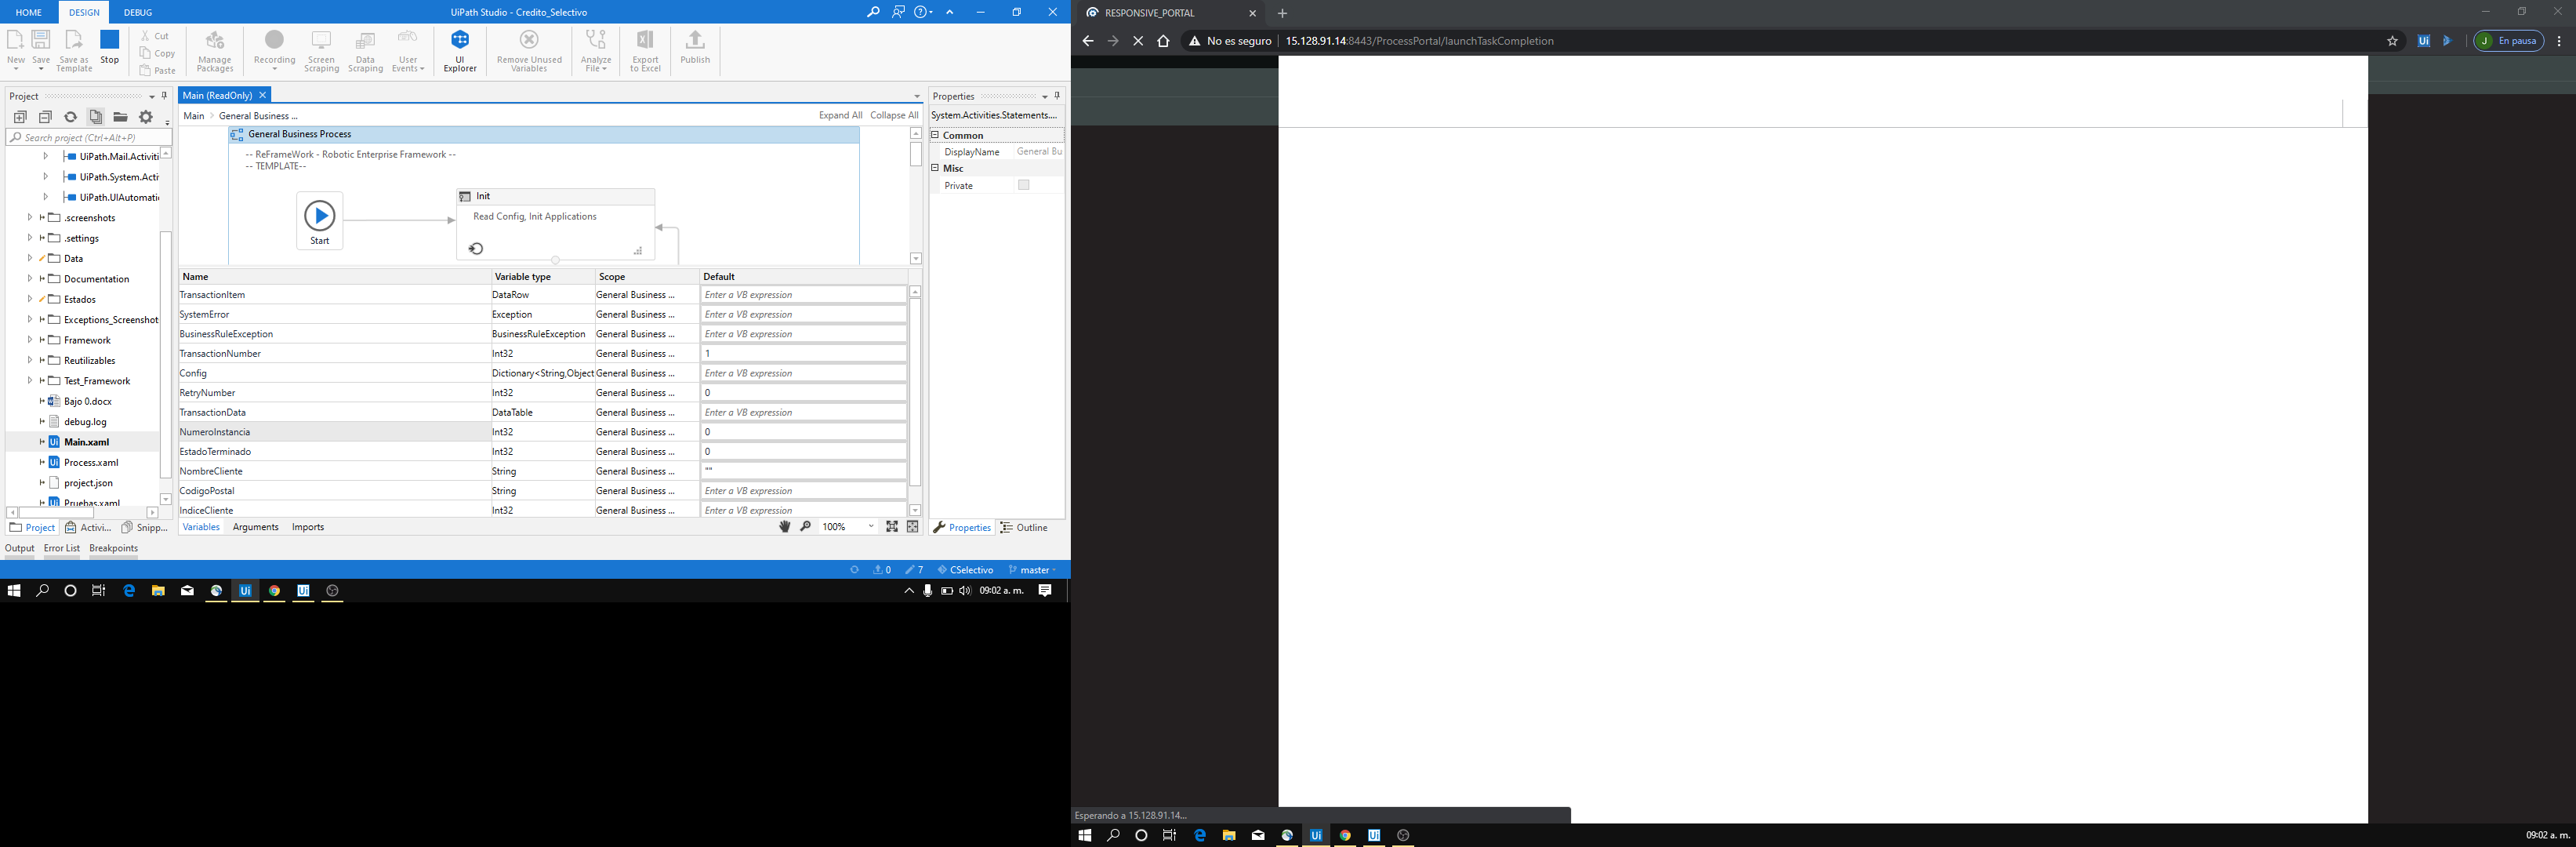 HOME DESIGN DEBUG UiPath Studio - Credito_Selectivo
New Save Save as Template Stop Cut Copy Paste Manage Packages Recording Screen Scraping Data Scraping User Events UI Explorer Remove Unused Variables Analyze File Export to Excel Publish
Project
Search project (Ctrl+Alt+P)
UiPath.Mail.Activiti
UiPath.System.Acti
UiPath.UIAutomati
.screenshots
.settings
Data
Documentation
Estados
Exceptions_Screenshot
Framework
Reutilizables
Test_Framework
Bajo 0.docx
debug.log
Main.xaml
Process.xaml
project.json
Pruebas.xaml
Project Activi... Snipp...
Output Error List Breakpoints
Main (ReadOnly)
Main > General Business ... Expand All Collapse All
General Business Process
-- ReFrameWork - Robotic Enterprise Framework --
-- TEMPLATE--
Start
Init
Read Config, Init Applications
Name Variable type Scope Default
TransactionItem DataRow General Business ... Enter a VB expression
SystemError Exception General Business ... Enter a VB expression
BusinessRuleException BusinessRuleException General Business ... Enter a VB expression
TransactionNumber Int32 General Business ... 1
Config Dictionary<String,Object General Business ... Enter a VB expression
RetryNumber Int32 General Business ... 0
TransactionData DataTable General Business ... Enter a VB expression
NumeroInstancia Int32 General Business ... 0
EstadoTerminado Int32 General Business ... 0
NombreCliente String General Business ... ""
CodigoPostal String General Business ... Enter a VB expression
IndiceCliente Int32 General Business ... Enter a VB expression
Variables Arguments Imports 100%
Properties
System.Activities.Statements....
Common
DisplayName General Bu
Misc
Private
Properties Outline
0 7 CSelectivo master
09:02 a. m.
RESPONSIVE_PORTAL
No es seguro 15.128.91.14:8443/ProcessPortal/launchTaskCompletion Ui J En pausa
Esperando a 15.128.91.14...
09:02 a. m.